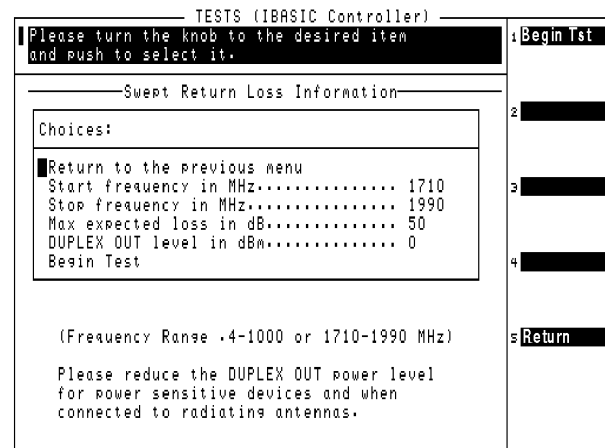 TESTS (IBASIC Controller)
Please turn the knob to the desired item
and push to select it.
1 Begin Tst
Swept Return Loss Information
2
Choices:
Return to the previous menu
3
Start frequency in MHz............... 1710
Stop frequency in MHz................ 1990
Max expected loss in dB.............. 50
DUPLEX OUT level in dBm.............. 0
Begin Test
4
(Frequency Range .4-1000 or 1710-1990 MHz)
5 Return
Please reduce the DUPLEX OUT power level
for power sensitive devices and when
connected to radiating antennas.